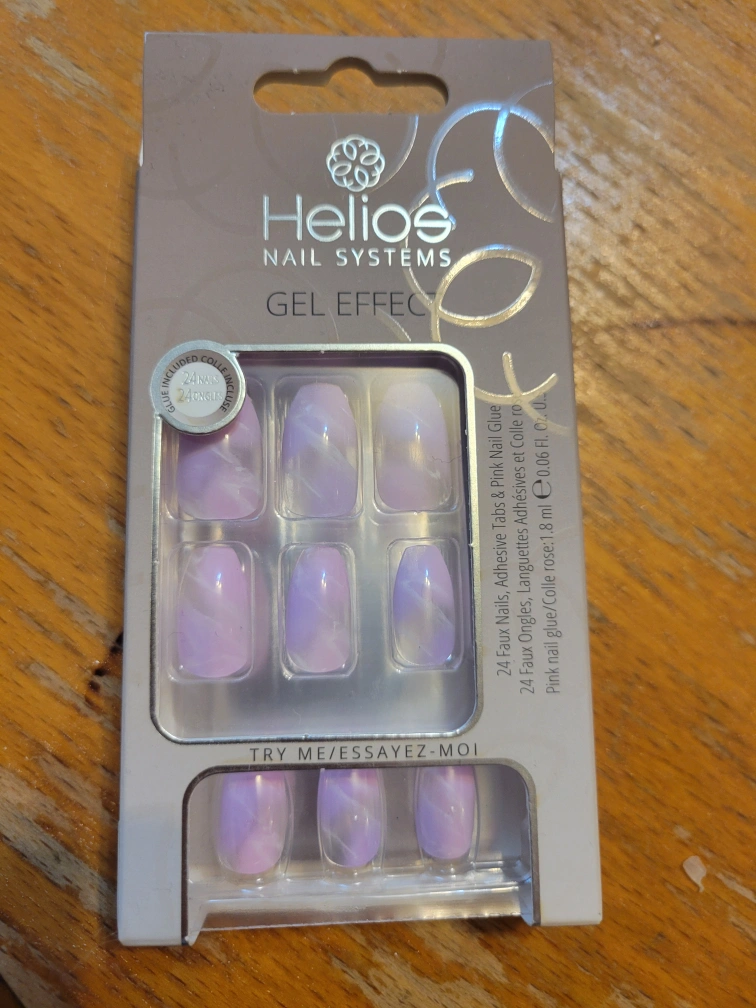 Helios
NAIL SYSTEMS
GEL EFFECT
GLUE INCLUDED COLLE INCLUSE
24
24
24 Faux Nails, Adhesive Tabs & Pink Nail Glue
24 Faux Ongles, Languettes Adhésives et Colle
Pink nail glue/Colle rose:1.8 ml ℮ 0.06 Fl. Oz.
TRY ME/ESSAYEZ-MOI